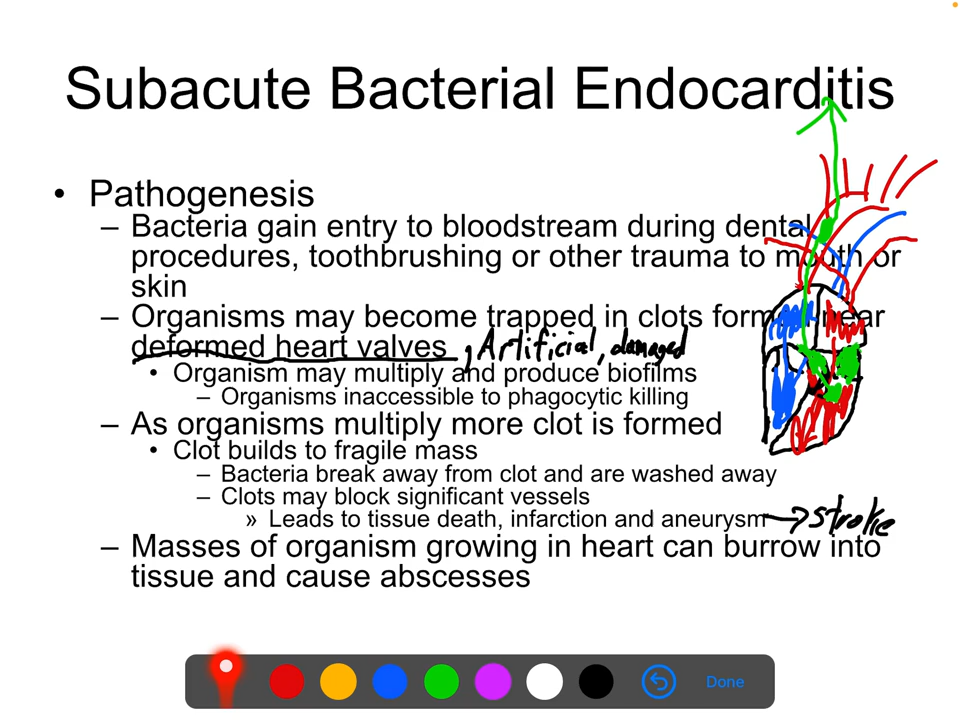 Subacute Bacterial Endocarditis
• Pathogenesis
– Bacteria gain entry to bloodstream during dental
procedures, toothbrushing or other trauma to mouth or
skin
– Organisms may become trapped in clots formed near
deformed heart valves , Artificial, damaged
• Organism may multiply and produce biofilms
– Organisms inaccessible to phagocytic killing
– As organisms multiply more clot is formed
• Clot builds to fragile mass
– Bacteria break away from clot and are washed away
– Clots may block significant vessels
» Leads to tissue death, infarction and aneurysm → stroke
– Masses of organism growing in heart can burrow into
tissue and cause abscesses
Done